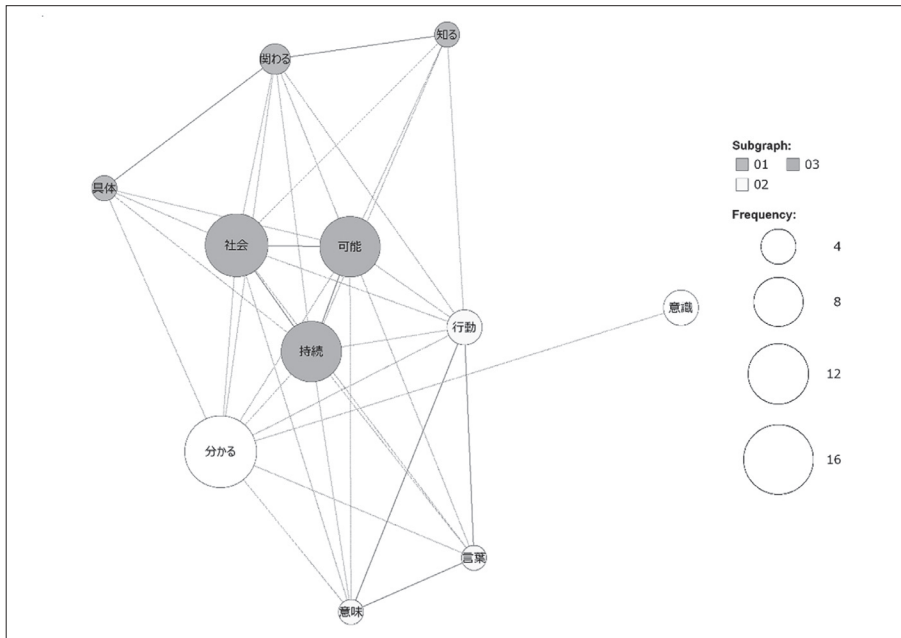 知る
関わる
具体
社会
可能
持続
行動
意識
分かる
言葉
意味
Subgraph:
01 03
02
Frequency:
4
8
12
16